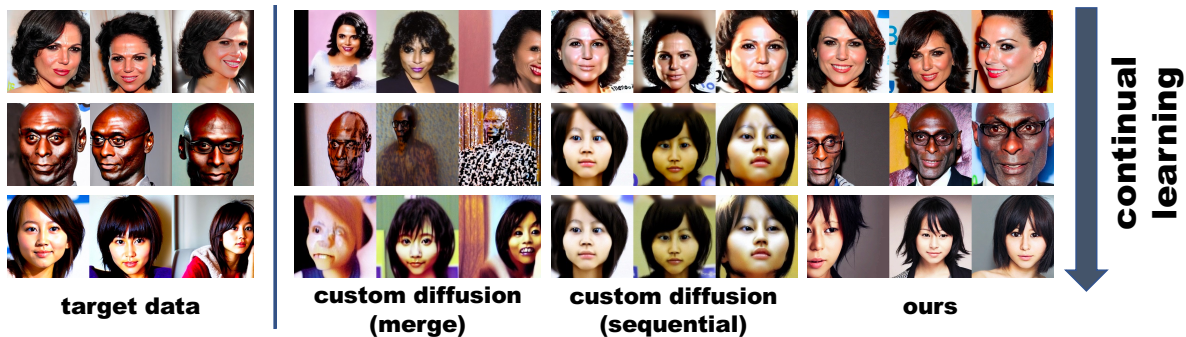 continual
learning
target data
custom diffusion
(merge)
custom diffusion
(sequential)
ours